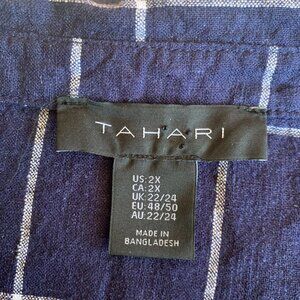 TAHARI
US: 2X
CA: 2X
UK: 22/24
EU: 48/50
AU: 22/24
MADE IN
BANGLADESH